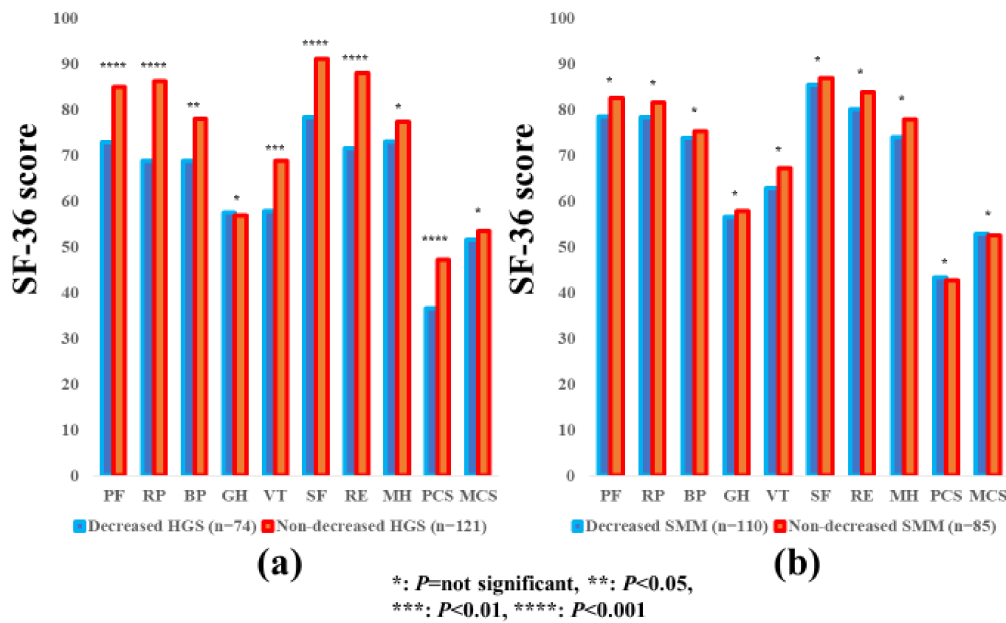 100
90
80
70
60
50
40
30
20
10
0
SF-36 score
**** **** ** * *** **** **** * **** *
PF RP BP GH VT SF RE MH PCS MCS
Decreased HGS (n=74) Non-decreased HGS (n=121)
(a)
100
90
80
70
60
50
40
30
20
10
0
SF-36 score
* * * * * * * * * *
PF RP BP GH VT SF RE MH PCS MCS
Decreased SMM (n=110) Non-decreased SMM (n=85)
(b)
*: P=not significant, **: P<0.05,
***: P<0.01, ****: P<0.001